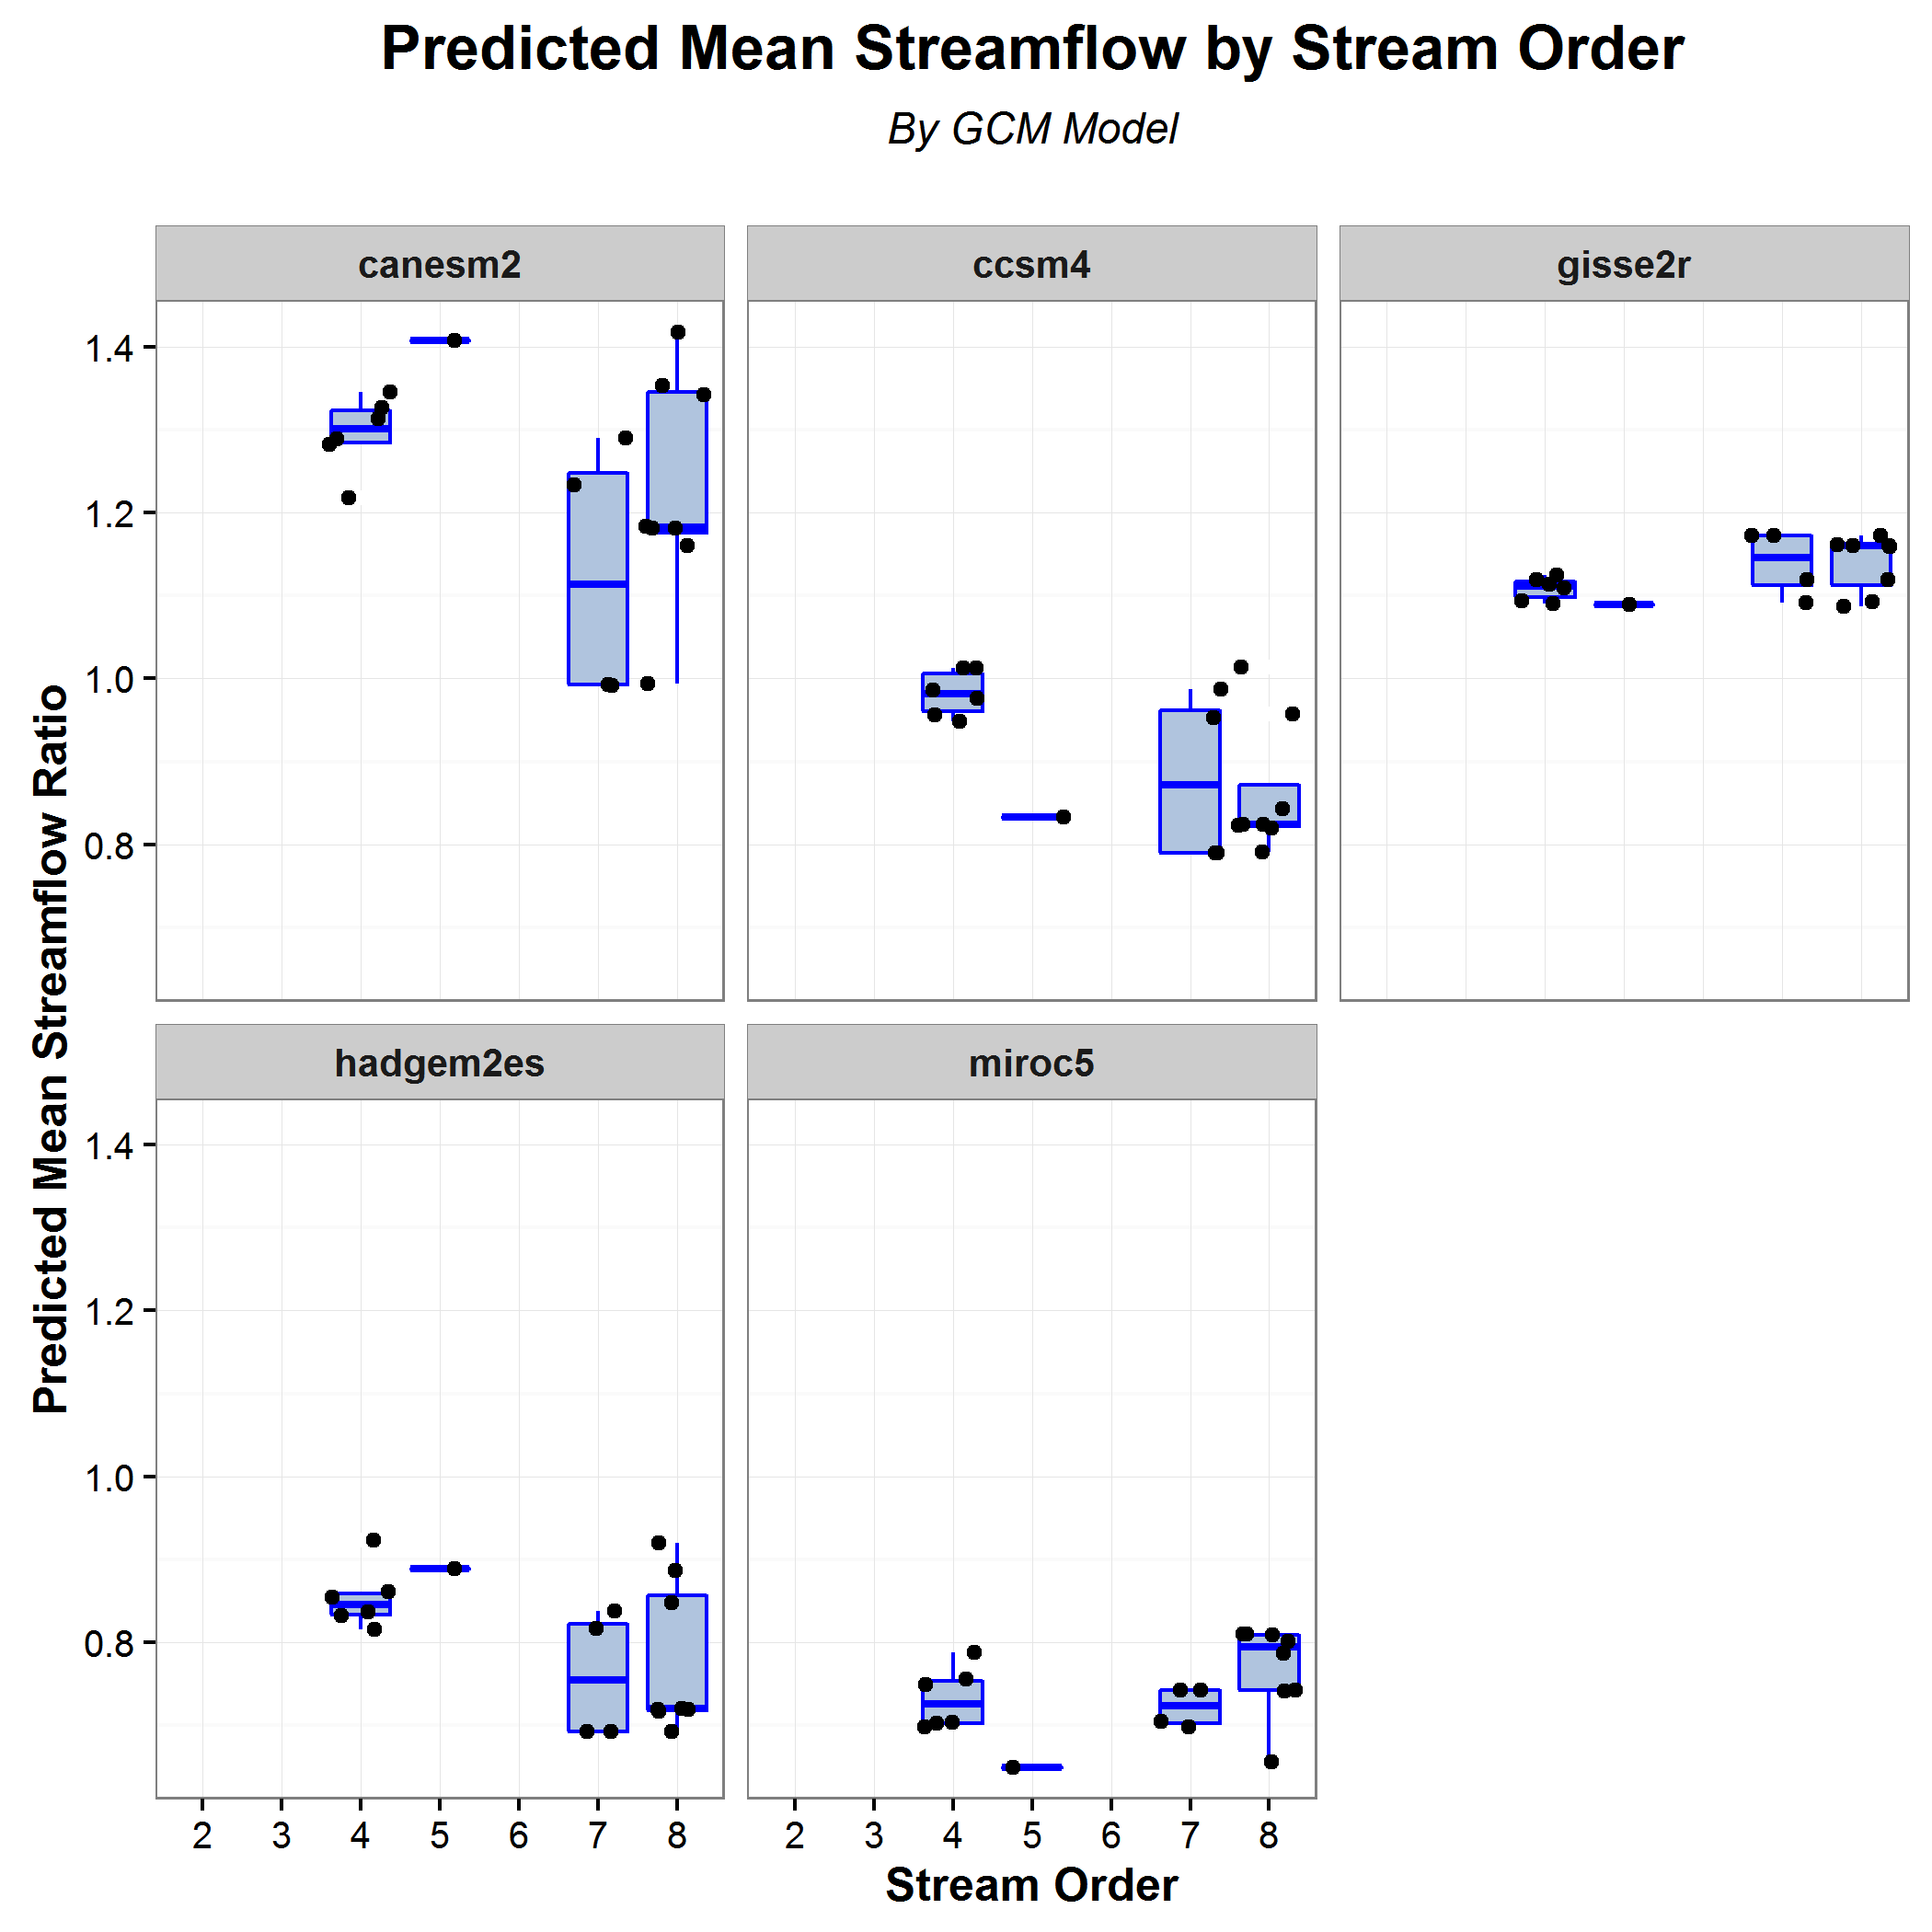 Predicted Mean Streamflow by Stream Order
By GCM Model
canesm2
ccsm4
gisse2r
1.4
1.2
1.0
0.8
Predicted Mean Streamflow Ratio
hadgem2es
miroc5
1.4
1.2
1.0
0.8
2 3 4 5 6 7 8
2 3 4 5 6 7 8
Stream Order